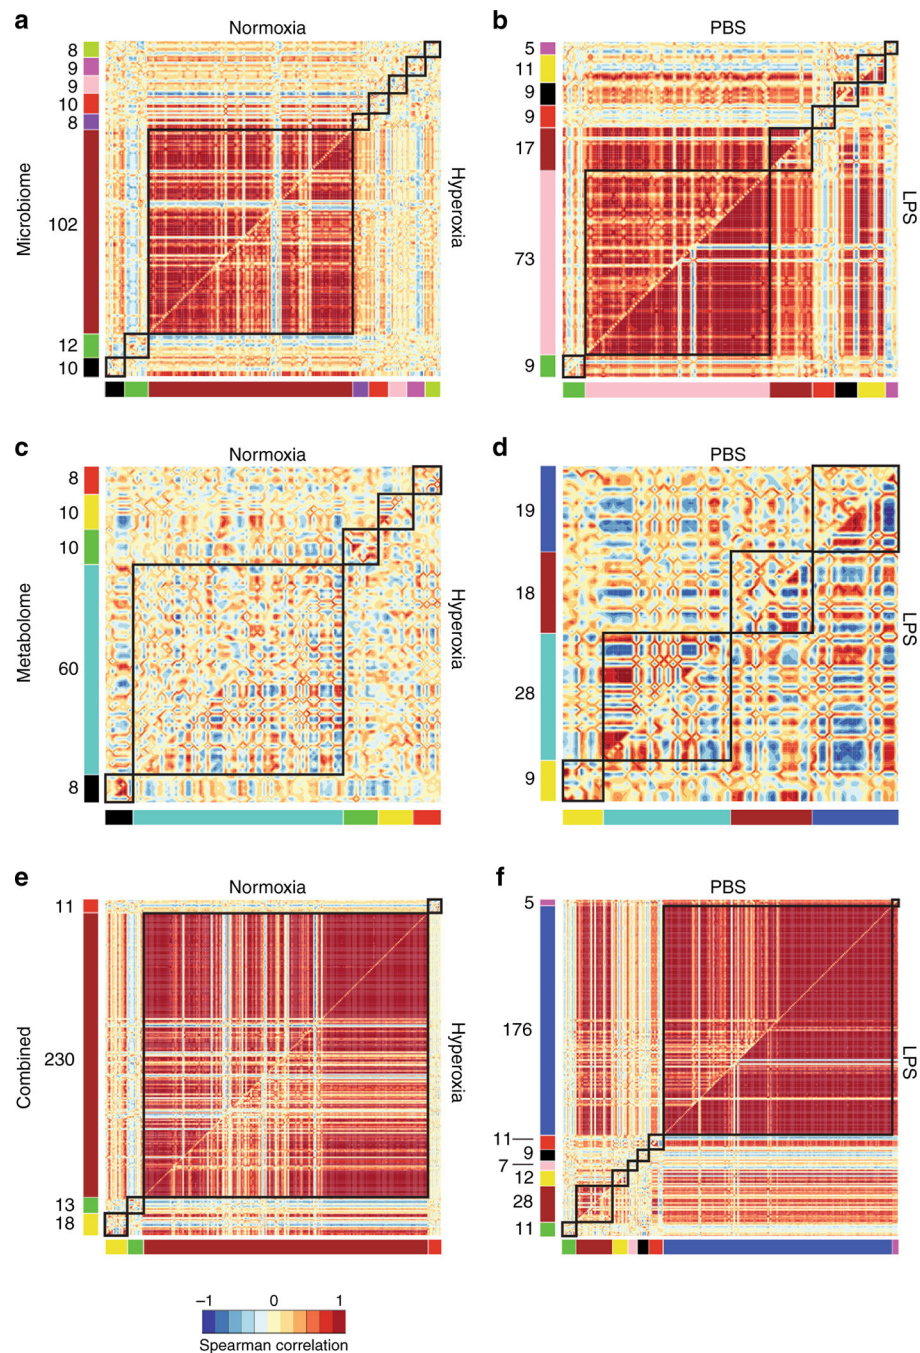 a
Normoxia
8
9
9
10
8
102
12
10
Microbiome
Hyperoxia
b
PBS
5
11
9
9
17
73
9
LPS
c
Normoxia
8
10
10
60
8
Metabolome
Hyperoxia
d
PBS
19
18
28
9
LPS
e
Normoxia
11
230
13
18
Combined
Hyperoxia
f
PBS
5
176
11
9
7
12
28
11
LPS
−1 0 1
Spearman correlation